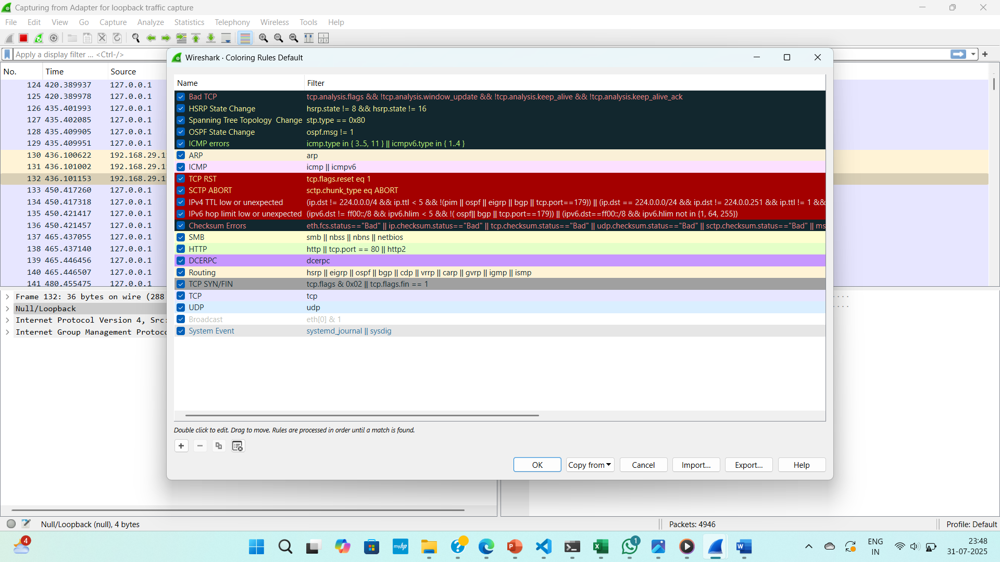 Capturing from Adapter for loopback traffic capture
File Edit View Go Capture Analyze Statistics Telephony Wireless Tools Help
Apply a display filter ... <Ctrl-/>
No. Time Source
124 420.389937 127.0.0.1
125 420.389978 127.0.0.1
126 435.401993 127.0.0.1
127 435.402085 127.0.0.1
128 435.409905 127.0.0.1
129 435.409951 127.0.0.1
130 436.100622 192.168.29.1
131 436.101002 192.168.29.1
132 436.101153 192.168.29.1
133 450.417260 127.0.0.1
134 450.417318 127.0.0.1
135 450.421417 127.0.0.1
136 450.421457 127.0.0.1
137 465.437055 127.0.0.1
138 465.437140 127.0.0.1
139 465.446456 127.0.0.1
140 465.446507 127.0.0.1
141 480.455475 127.0.0.1
Frame 132: 36 bytes on wire (288
Null/Loopback
Internet Protocol Version 4, Src:
Internet Group Management Protoc
Wireshark · Coloring Rules Default
Name Filter
Bad TCP tcp.analysis.flags && !tcp.analysis.window_update && !tcp.analysis.keep_alive && !tcp.analysis.keep_alive_ack
HSRP State Change hsrp.state != 8 && hsrp.state != 16
Spanning Tree Topology Change stp.type == 0x80
OSPF State Change ospf.msg != 1
ICMP errors icmp.type in { 3..5, 11 } || icmpv6.type in { 1..4 }
ARP arp
ICMP icmp || icmpv6
TCP RST tcp.flags.reset eq 1
SCTP ABORT sctp.chunk_type eq ABORT
IPv4 TTL low or unexpected (ip.dst != 224.0.0.0/4 && ip.ttl < 5 && !(pim || ospf || eigrp || bgp || tcp.port==179)) || (ip.dst == 224.0.0.0/24 && ip.dst != 224.0.0.251 && ip.ttl != 1 &&
IPv6 hop limit low or unexpected (ipv6.dst != ff00::/8 && ipv6.hlim < 5 && !( ospf|| bgp || tcp.port==179)) || (ipv6.dst==ff00::/8 && ipv6.hlim not in {1, 64, 255})
Checksum Errors eth.fcs.status=="Bad" || ip.checksum.status=="Bad" || tcp.checksum.status=="Bad" || udp.checksum.status=="Bad" || sctp.checksum.status=="Bad" || ms
SMB smb || nbss || nbns || netbios
HTTP http || tcp.port == 80 || http2
DCERPC dcerpc
Routing hsrp || eigrp || ospf || bgp || cdp || vrrp || carp || gvrp || igmp || ismp
TCP SYN/FIN tcp.flags & 0x02 || tcp.flags.fin == 1
TCP tcp
UDP udp
Broadcast eth[0] & 1
System Event systemd_journal || sysdig
Double click to edit. Drag to move. Rules are processed in order until a match is found.
OK Copy from Cancel Import... Export... Help
Null/Loopback (null), 4 bytes Packets: 4946 Profile: Default
4 myhp 1 ENG 23:48
IN 31-07-2025